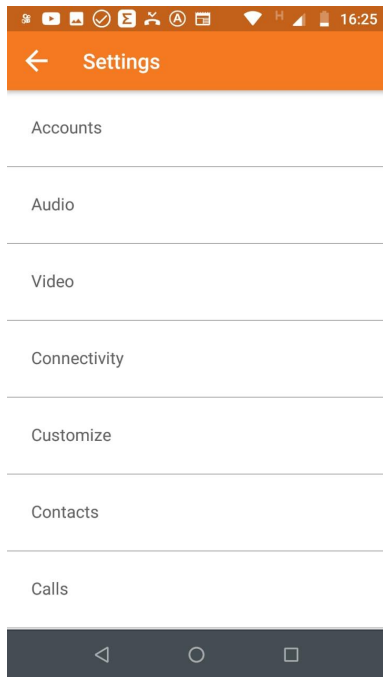 H 16:25
Settings
Accounts
Audio
Video
Connectivity
Customize
Contacts
Calls